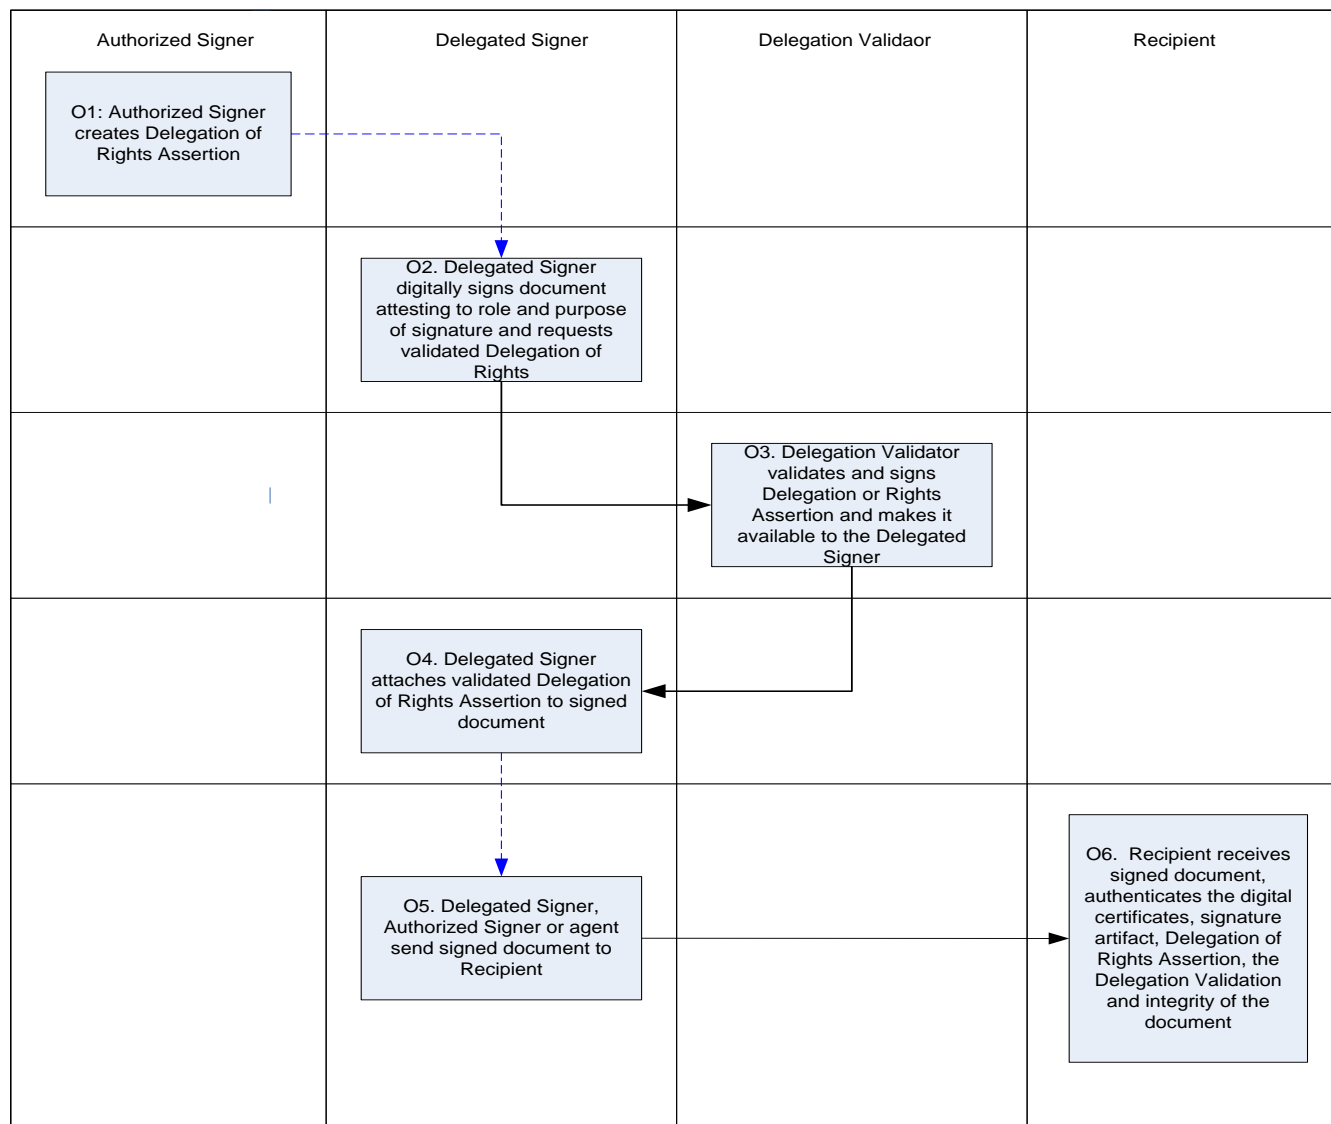 Authorized Signer
Delegated Signer
Delegation Validaor
Recipient
O1: Authorized Signer
creates Delegation of
Rights Assertion
O2. Delegated Signer
digitally signs document
attesting to role and purpose
of signature and requests
validated Delegation of
Rights
O3. Delegation Validator
validates and signs
Delegation or Rights
Assertion and makes it
available to the Delegated
Signer
O4. Delegated Signer
attaches validated Delegation
of Rights Assertion to signed
document
O5. Delegated Signer,
Authorized Signer or agent
send signed document to
Recipient
O6.  Recipient receives
signed document,
authenticates the digital
certificates, signature
artifact, Delegation of
Rights Assertion, the
Delegation Validation
and integrity of the
document